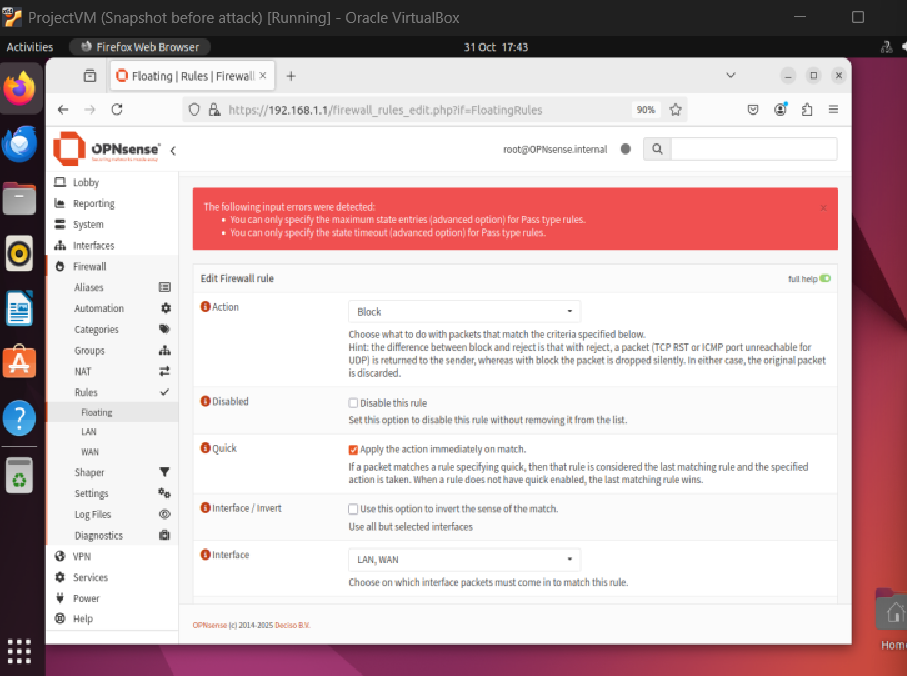 ProjectVM (Snapshot before attack) [Running] - Oracle VirtualBox
Activities
Firefox Web Browser
31 Oct 17:43
Floating | Rules | Firewall
https://192.168.1.1/firewall_rules_edit.php?if=FloatingRules
90%
OPNsense
root@OPNsense.internal
Lobby
Reporting
System
Interfaces
Firewall
Aliases
Automation
Categories
Groups
NAT
Rules
Floating
LAN
WAN
Shaper
Settings
Log Files
Diagnostics
VPN
Services
Power
Help
The following input errors were detected:
You can only specify the maximum state entries (advanced option) for Pass type rules.
You can only specify the state timeout (advanced option) for Pass type rules.
Edit Firewall rule
full help
Action
Block
Choose what to do with packets that match the criteria specified below.
Hint: the difference between block and reject is that with reject, a packet (TCP RST or ICMP port unreachable for
UDP) is returned to the sender, whereas with block the packet is dropped silently. In either case, the original packet
is discarded.
Disabled
Disable this rule
Set this option to disable this rule without removing it from the list.
Quick
Apply the action immediately on match.
If a packet matches a rule specifying quick, then that rule is considered the last matching rule and the specified
action is taken. When a rule does not have quick enabled, the last matching rule wins.
Interface / Invert
Use this option to invert the sense of the match.
Use all but selected interfaces
Interface
LAN, WAN
Choose on which interface packets must come in to match this rule.
OPNsense (c) 2014-2025 Deciso B.V.
Home